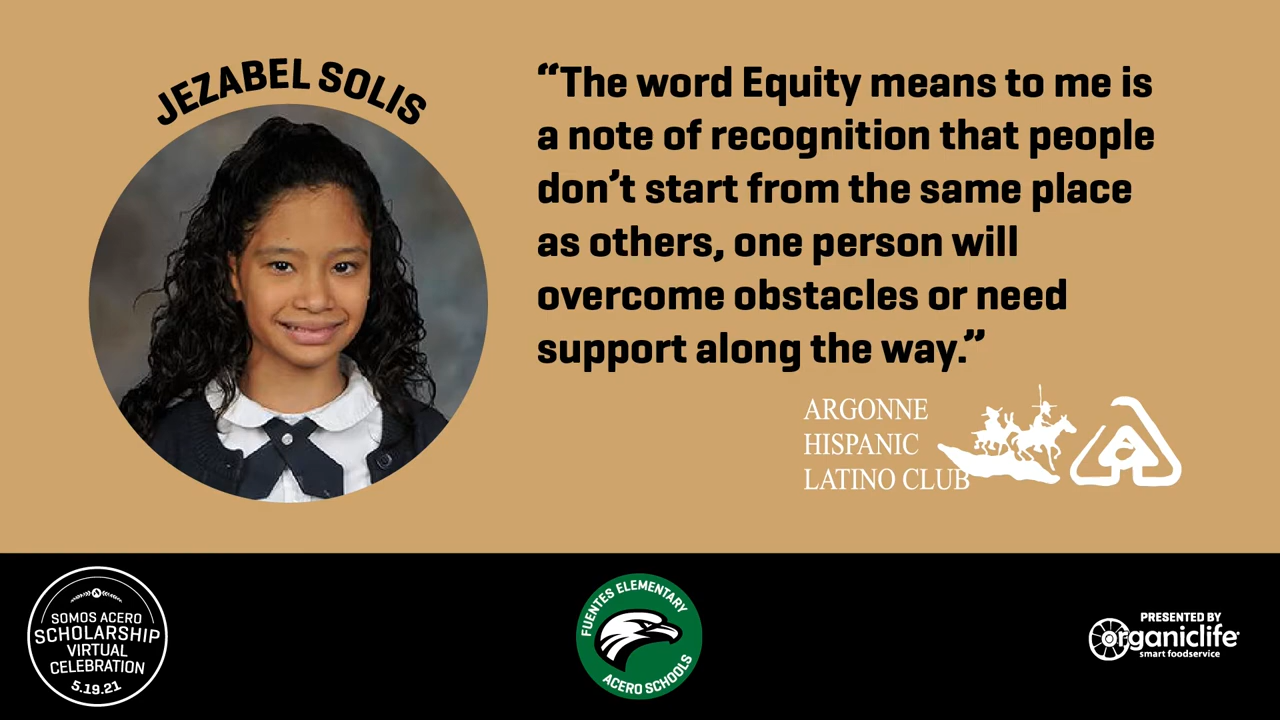 JEZABEL SOLIS
“The word Equity means to me is
a note of recognition that people
don’t start from the same place
as others, one person will
overcome obstacles or need
support along the way.”
ARGONNE
HISPANIC
LATINO CLUB
SOMOS ACERO
SCHOLARSHIP
VIRTUAL
CELEBRATION
5.19.21
FUENTES ELEMENTARY
ACERO SCHOOLS
PRESENTED BY
organiclife
smart foodservice